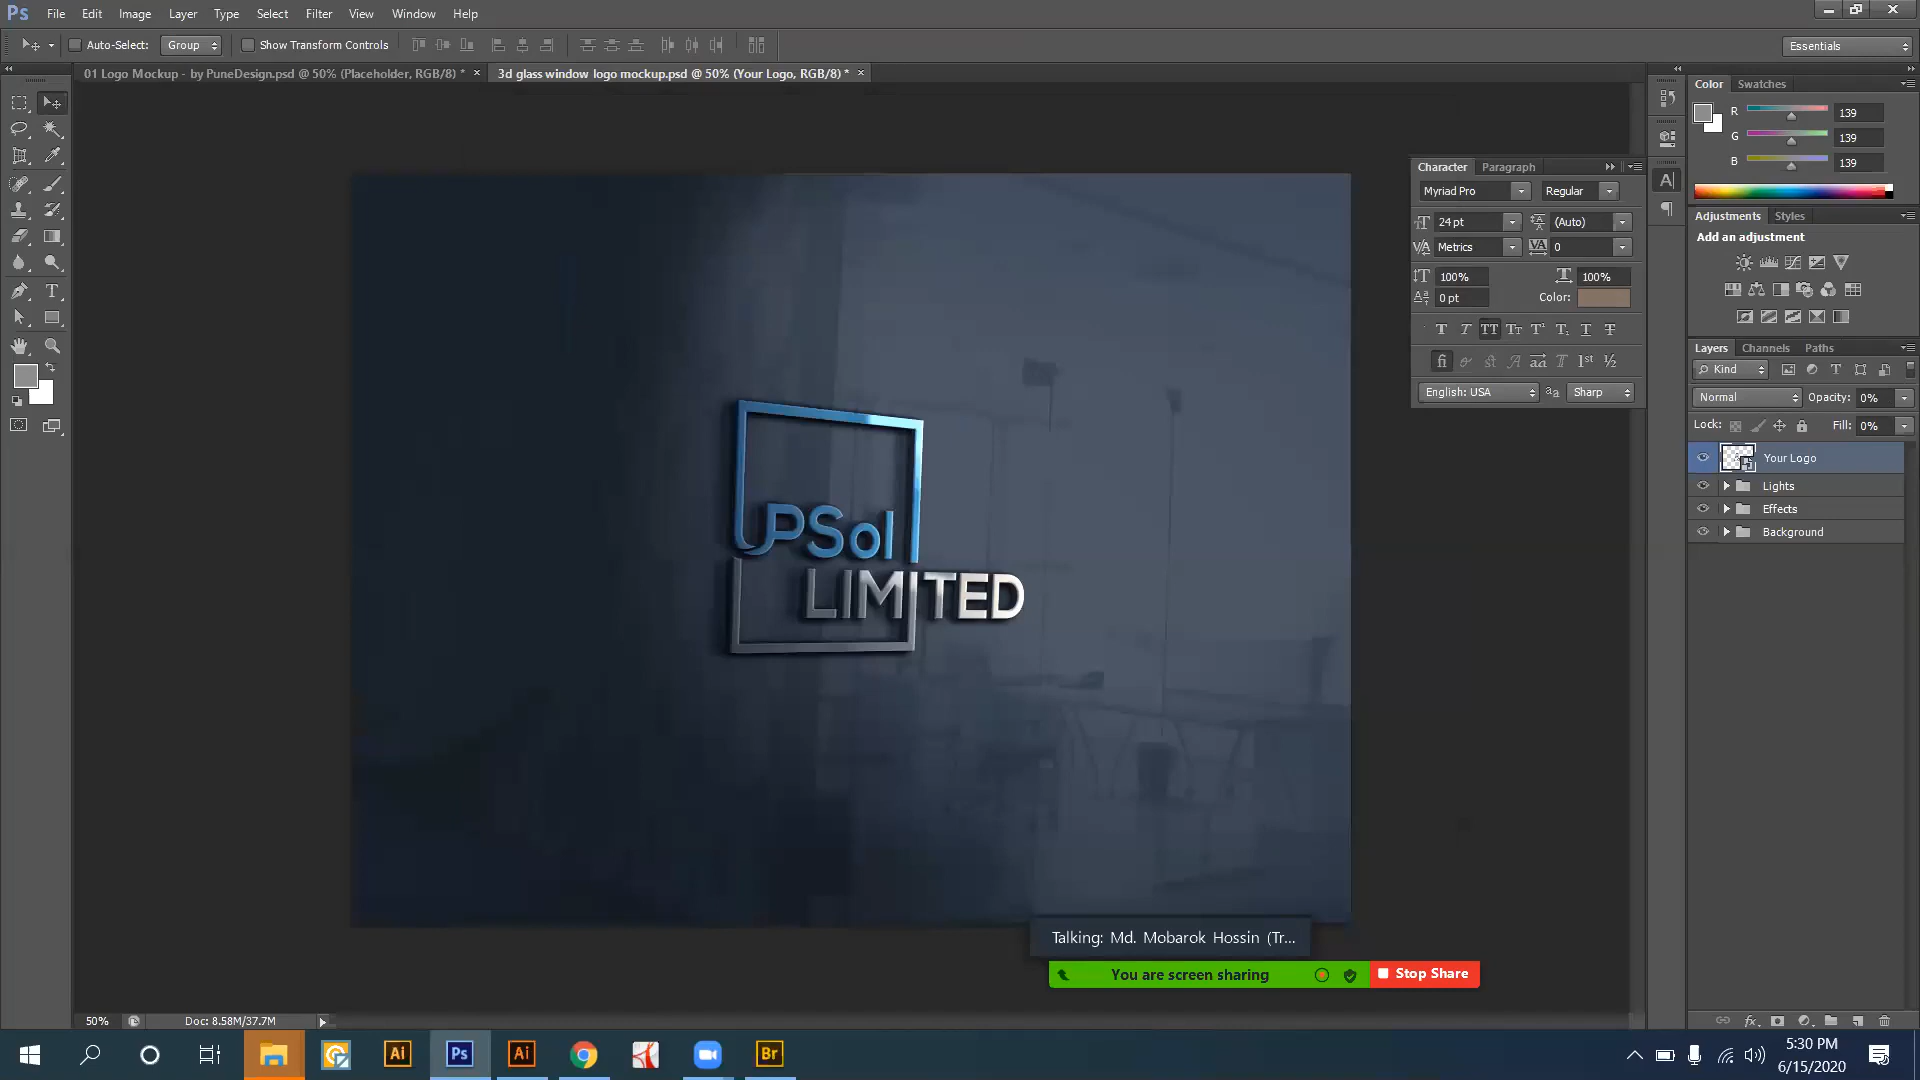 Ps File Edit Image Layer Type Select Filter View Window Help
Auto-Select: Group Show Transform Controls Essentials
01 Logo Mockup - by PuneDesign.psd @ 50% (Placeholder, RGB/8) * × 3d glass window logo mockup.psd @ 50% (Your Logo, RGB/8) * ×
Color Swatches
R 139
G 139
B 139
Character Paragraph
Myriad Pro Regular
24 pt (Auto)
Metrics 0
100% 100%
0 pt Color:
English: USA Sharp
Adjustments Styles
Add an adjustment
Layers Channels Paths
Kind
Normal Opacity: 0%
Lock: Fill: 0%
Your Logo
Lights
Effects
Background
UPSol
LIMITED
Talking: Md. Mobarok Hossin (Tr...
You are screen sharing Stop Share
50% Doc: 8.58M/37.7M
Ai Ps Ai Br
5:30 PM
6/15/2020